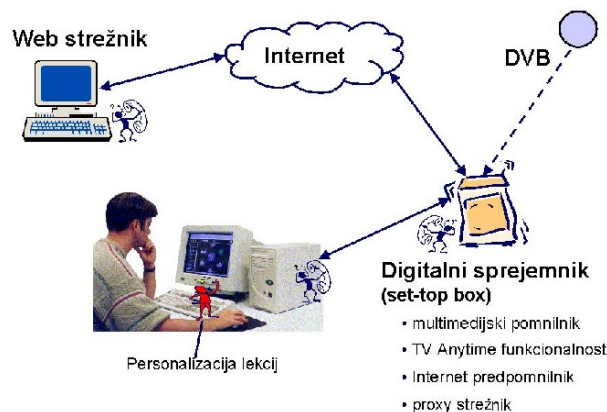 Web strežnik
Internet
DVB
Digitalni sprejemnik
(set-top box)
• multimedijski pomnilnik
• TV Anytime funkcionalnost
• Internet predpomnilnik
• proxy strežnik
Personalizacija lekcij